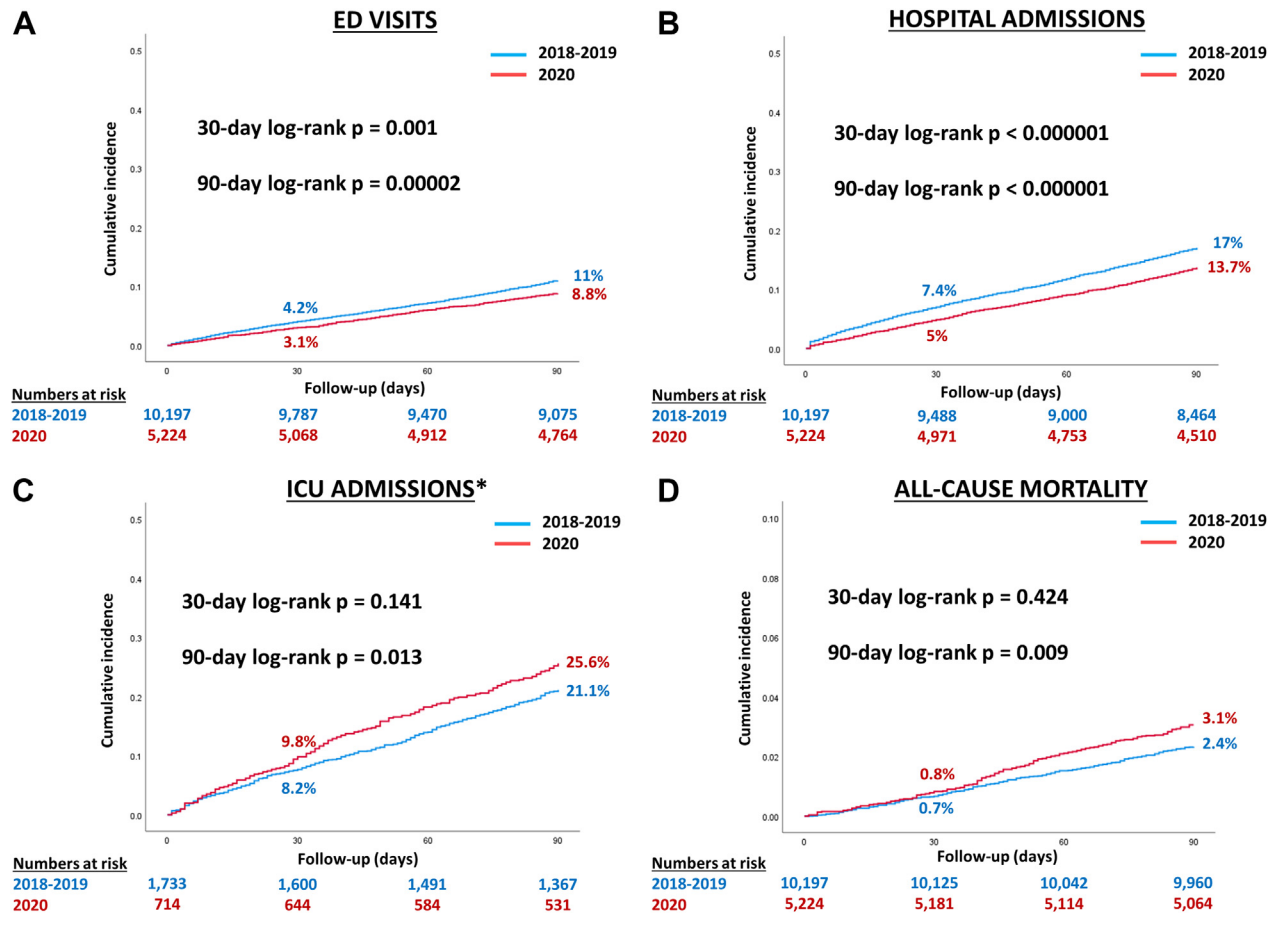 A
ED VISITS
2018-2019
2020
0.5
0.4
0.3
0.2
0.1
0.0
Cumulative incidence
30-day log-rank p = 0.001
90-day log-rank p = 0.00002
4.2%
3.1%
11%
8.8%
0 30 60 90
Follow-up (days)
Numbers at risk
2018-2019 10,197 9,787 9,470 9,075
2020 5,224 5,068 4,912 4,764
B
HOSPITAL ADMISSIONS
2018-2019
2020
0.5
0.4
0.3
0.2
0.1
0.0
Cumulative incidence
30-day log-rank p < 0.000001
90-day log-rank p < 0.000001
7.4%
5%
17%
13.7%
0 30 60 90
Follow-up (days)
Numbers at risk
2018-2019 10,197 9,488 9,000 8,464
2020 5,224 4,971 4,753 4,510
C
ICU ADMISSIONS*
2018-2019
2020
0.5
0.4
0.3
0.2
0.1
0.0
Cumulative incidence
30-day log-rank p = 0.141
90-day log-rank p = 0.013
9.8%
8.2%
25.6%
21.1%
0 30 60 90
Follow-up (days)
Numbers at risk
2018-2019 1,733 1,600 1,491 1,367
2020 714 644 584 531
D
ALL-CAUSE MORTALITY
2018-2019
2020
0.10
0.08
0.06
0.04
0.02
0.00
Cumulative incidence
30-day log-rank p = 0.424
90-day log-rank p = 0.009
0.8%
0.7%
3.1%
2.4%
0 30 60 90
Follow-up (days)
Numbers at risk
2018-2019 10,197 10,125 10,042 9,960
2020 5,224 5,181 5,114 5,064